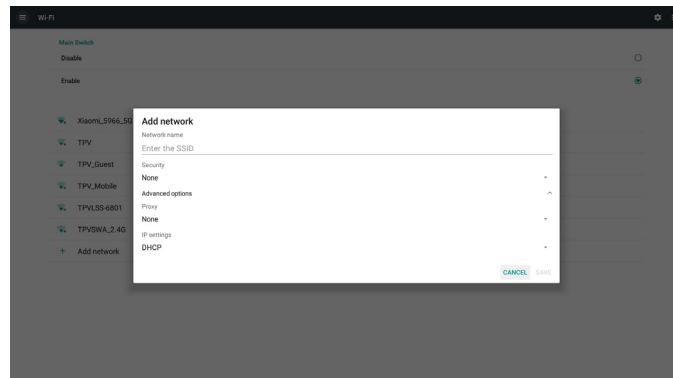 Wi-Fi
Main Switch
Disable
Enable
Xiaomi_5966_5G
TPV
TPV_Guest
TPV_Mobile
TPVLSS-6801
TPVSWA_2.4G
Add network
Add network
Network name
Enter the SSID
Security
None
Advanced options
Proxy
None
IP settings
DHCP
CANCEL SAVE